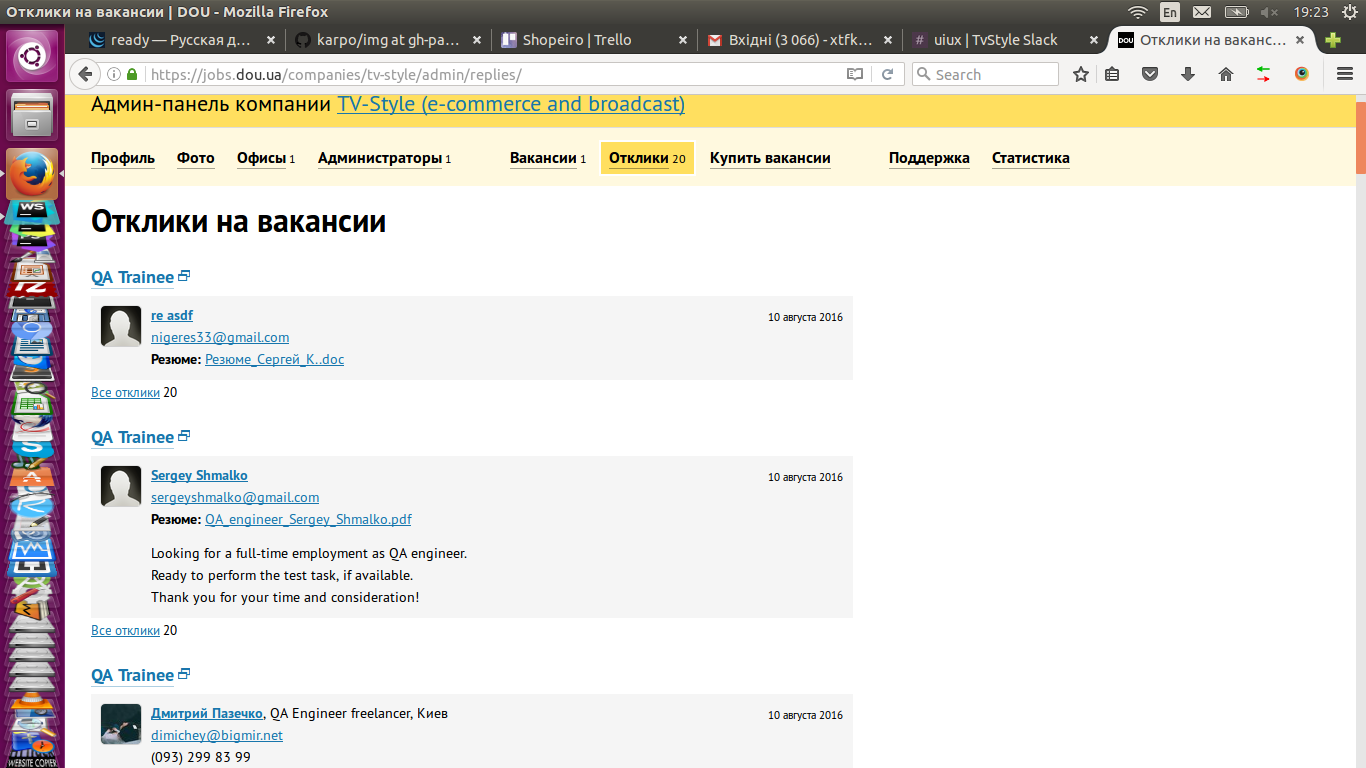 Отклики на вакансии | DOU - Mozilla Firefox
En
19:23
ready — Русская д...
karpo/img at gh-pa...
Shopeiro | Trello
Вхідні (3 066) - xtfk...
uiux | TvStyle Slack
DOU Отклики на ваканс...
https://jobs.dou.ua/companies/tv-style/admin/replies/
Search
Админ-панель компании TV-Style (e-commerce and broadcast)
Профиль Фото Офисы 1 Администраторы 1 Вакансии 1 Отклики 20 Купить вакансии Поддержка Статистика
Отклики на вакансии
QA Trainee
re asdf
10 августа 2016
nigeres33@gmail.com
Резюме: Резюме_Сергей_К..doc
Все отклики 20
QA Trainee
Sergey Shmalko
10 августа 2016
sergeyshmalko@gmail.com
Резюме: QA_engineer_Sergey_Shmalko.pdf
Looking for a full-time employment as QA engineer.
Ready to perform the test task, if available.
Thank you for your time and consideration!
Все отклики 20
QA Trainee
Дмитрий Пазечко, QA Engineer freelancer, Киев
10 августа 2016
dimichey@bigmir.net
(093) 299 83 99
WS
WEBSITE COPIER